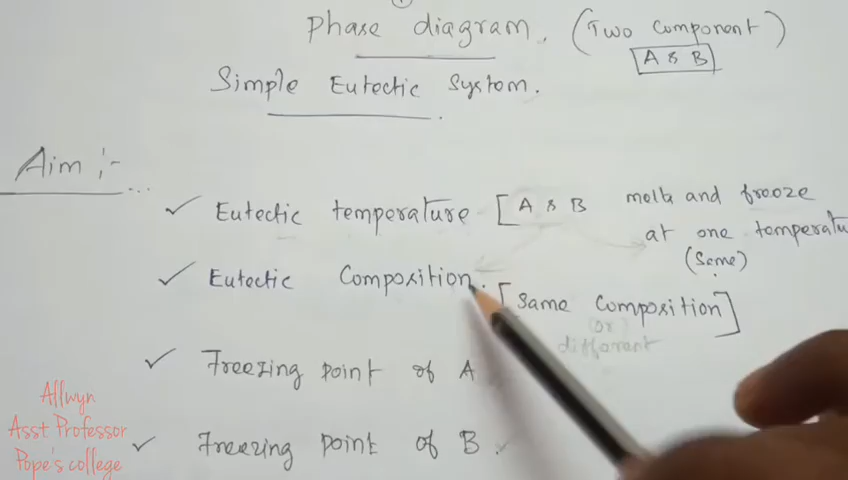 Phase diagram. (Two Component)
A & B
Simple Eutectic System.
Aim :-
✓ Eutectic temperature [A & B melts and freeze
at one temperatu
(Same)
✓ Eutectic Composition. [Same Composition]
or
different
✓ Freezing point of A
✓ Freezing point of B.
Allwyn
Asst Professor
Pope's college